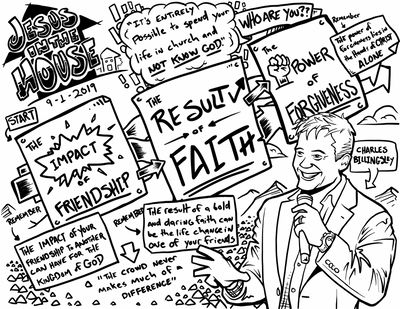 JESUS
IN THE
HOUSE
9-1-2019
"IT'S ENTIRELY
Possible to spend your
life in church and
NOT KNOW GOD."
WHO ARE YOU??
Remember
The power of
forgiveness lies in
the hands of CHRIST
ALONE
START
THE
IMPACT
OF
FRIENDSHIP
THE
RESULT
OF
FAITH
THE
POWER
OF
FORGIVENESS
CHARLES
BILLINGSLEY
REMEMBER
THE IMPACT OF YOUR
FRIENDSHIP TO ANOTHER
CAN HAVE FOR THE
KINGDOM of GOD
REMEMBER
THE RESULT OF A BOLD
AND DARING FAITH CAN
be the life change in
one of your friends
"THE CROWD NEVER
MAKES MUCH OF A
DIFFERENCE"